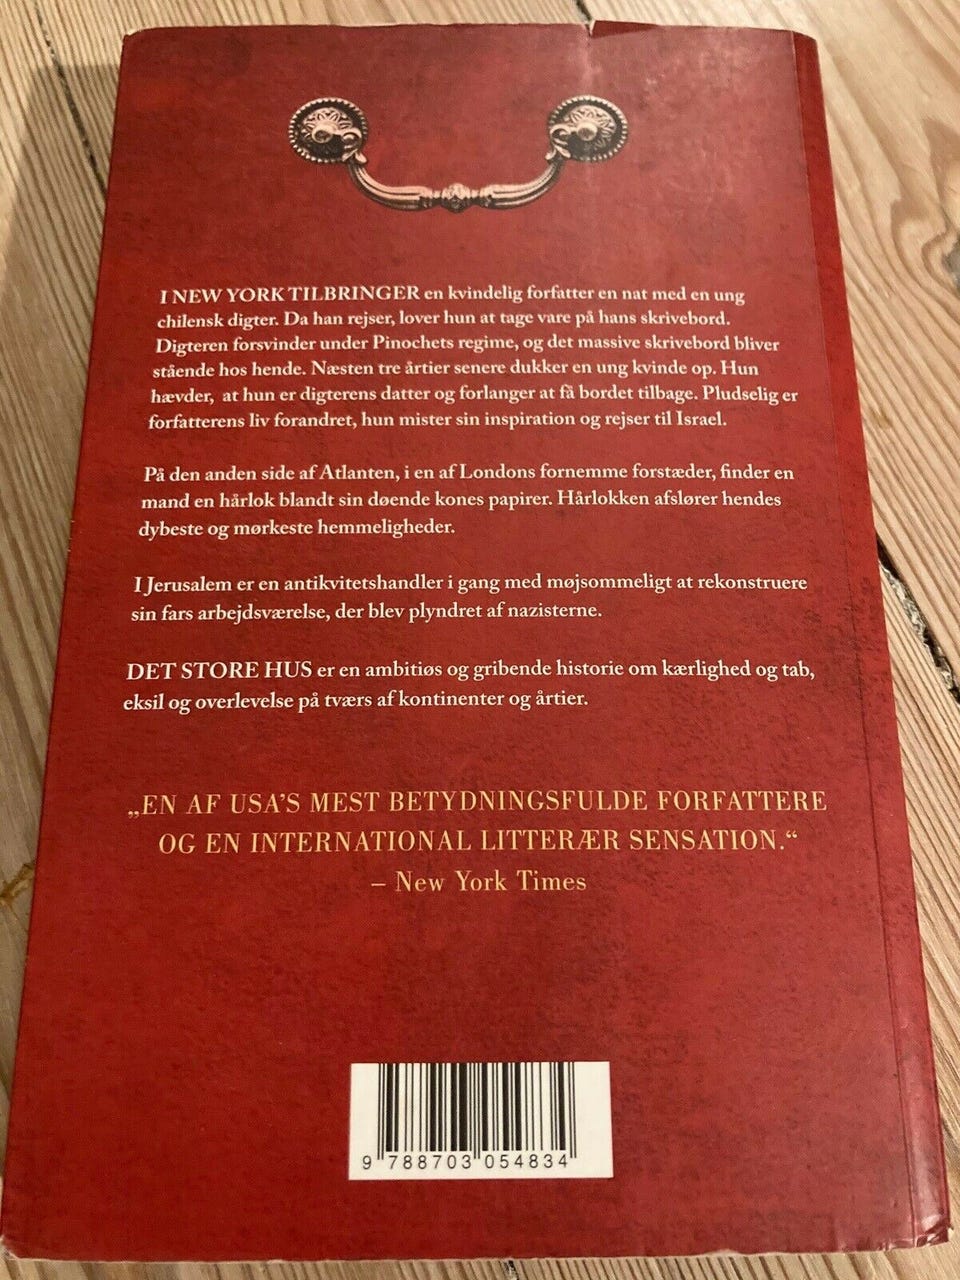 I NEW YORK TILBRINGER en kvindelig forfatter en nat med en ung
chilensk digter. Da han rejser, lover hun at tage vare på hans skrivebord.
Digteren forsvinder under Pinochets regime, og det massive skrivebord bliver
stående hos hende. Næsten tre årtier senere dukker en ung kvinde op. Hun
hævder, at hun er digterens datter og forlanger at få bordet tilbage. Pludselig er
forfatterens liv forandret, hun mister sin inspiration og rejser til Israel.
På den anden side af Atlanten, i en af Londons fornemme forstæder, finder en
mand en hårlok blandt sin døende kones papirer. Hårlokken afslører hendes
dybeste og mørkeste hemmeligheder.
I Jerusalem er en antikvitetshandler i gang med møjsommeligt at rekonstruere
sin fars arbejdsværelse, der blev plyndret af nazisterne.
DET STORE HUS er en ambitiøs og gribende historie om kærlighed og tab,
eksil og overlevelse på tværs af kontinenter og årtier.
„EN AF USA'S MEST BETYDNINGSFULDE FORFATTERE
OG EN INTERNATIONAL LITTERÆR SENSATION.“
– New York Times
9 788703 054834